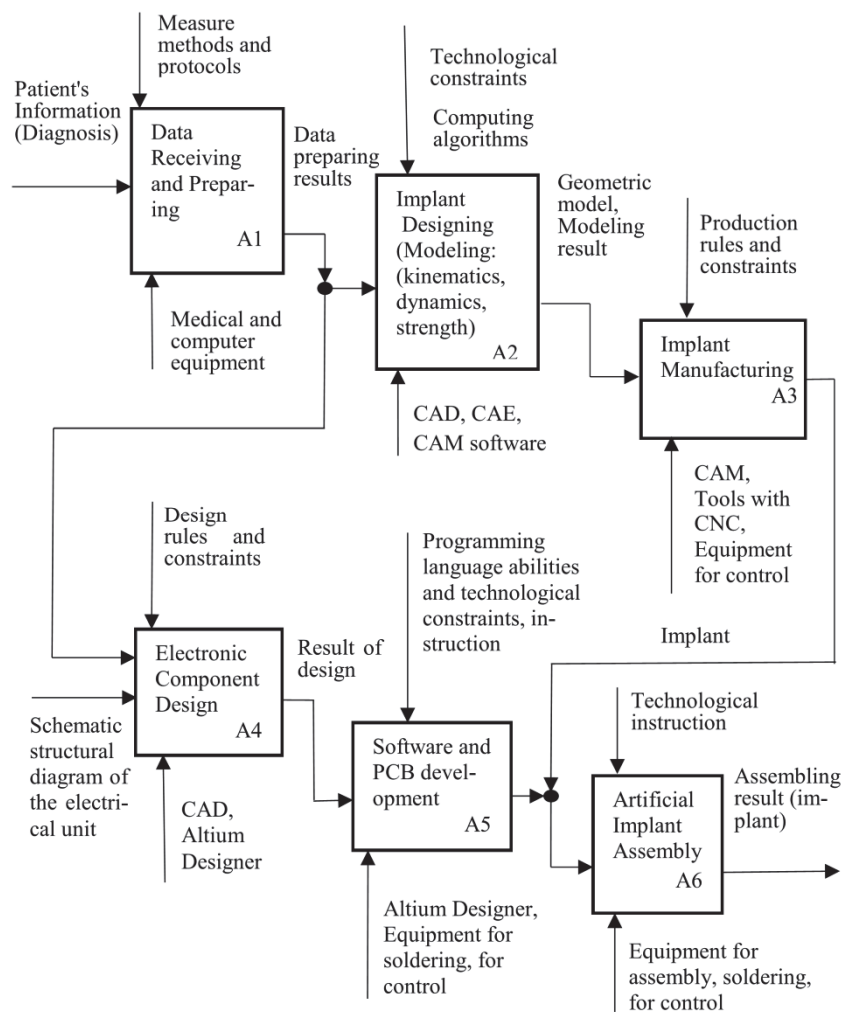 Measure
methods and
protocols
Patient's
Information
(Diagnosis)
Data
Receiving
and Prepar-
ing
A1
Data
preparing
results
Medical and
computer
equipment
Technological
constraints
Computing
algorithms
Implant
Designing
(Modeling:
(kinematics,
dynamics,
strength)
A2
Geometric
model,
Modeling
result
CAD, CAE,
CAM software
Production
rules and
constraints
Implant
Manufacturing
A3
CAM,
Tools with
CNC,
Equipment
for control
Implant
Design
rules and
constraints
Electronic
Component
Design
A4
Schematic
structural
diagram of
the electri-
cal unit
CAD,
Altium
Designer
Result of
design
Programming
language abilities
and technological
constraints, in-
struction
Software and
PCB devel-
opment
A5
Altium Designer,
Equipment for
soldering, for
control
Technological
instruction
Artificial
Implant
Assembly
A6
Assembling
result (im-
plant)
Equipment for
assembly, soldering,
for control